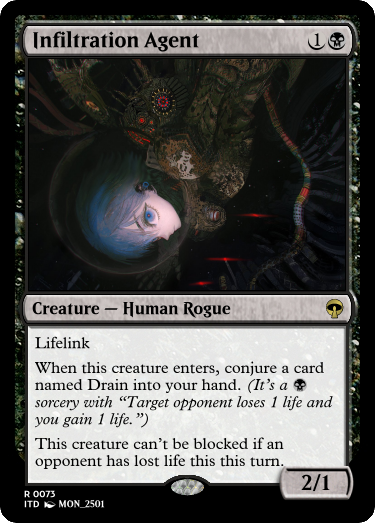 Infiltration Agent 1
Creature — Human Rogue
Lifelink
When this creature enters, conjure a card
named Drain into your hand. (It's a
sorcery with “Target opponent loses 1 life and
you gain 1 life.”)
This creature can't be blocked if an
opponent has lost life this this turn.
2/1
R 0073
ITD MON_2501